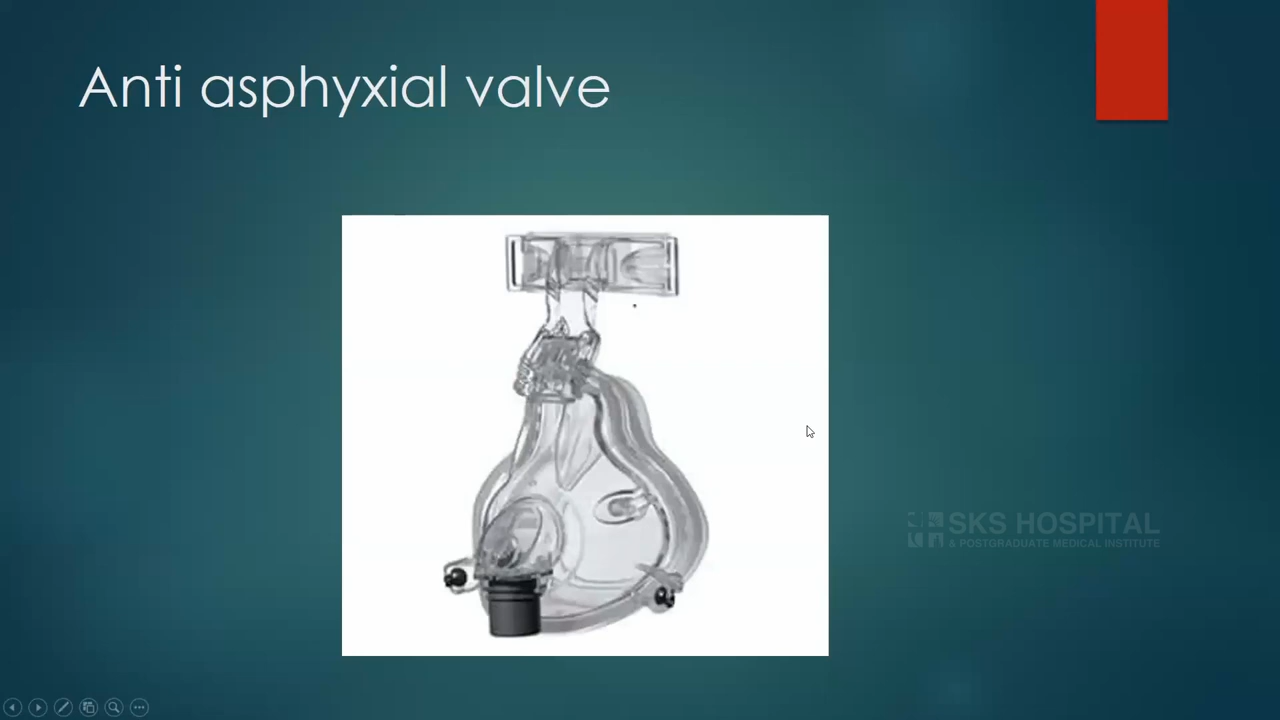 Anti asphyxial valve
SKS HOSPITAL
& POSTGRADUATE MEDICAL INSTITUTE